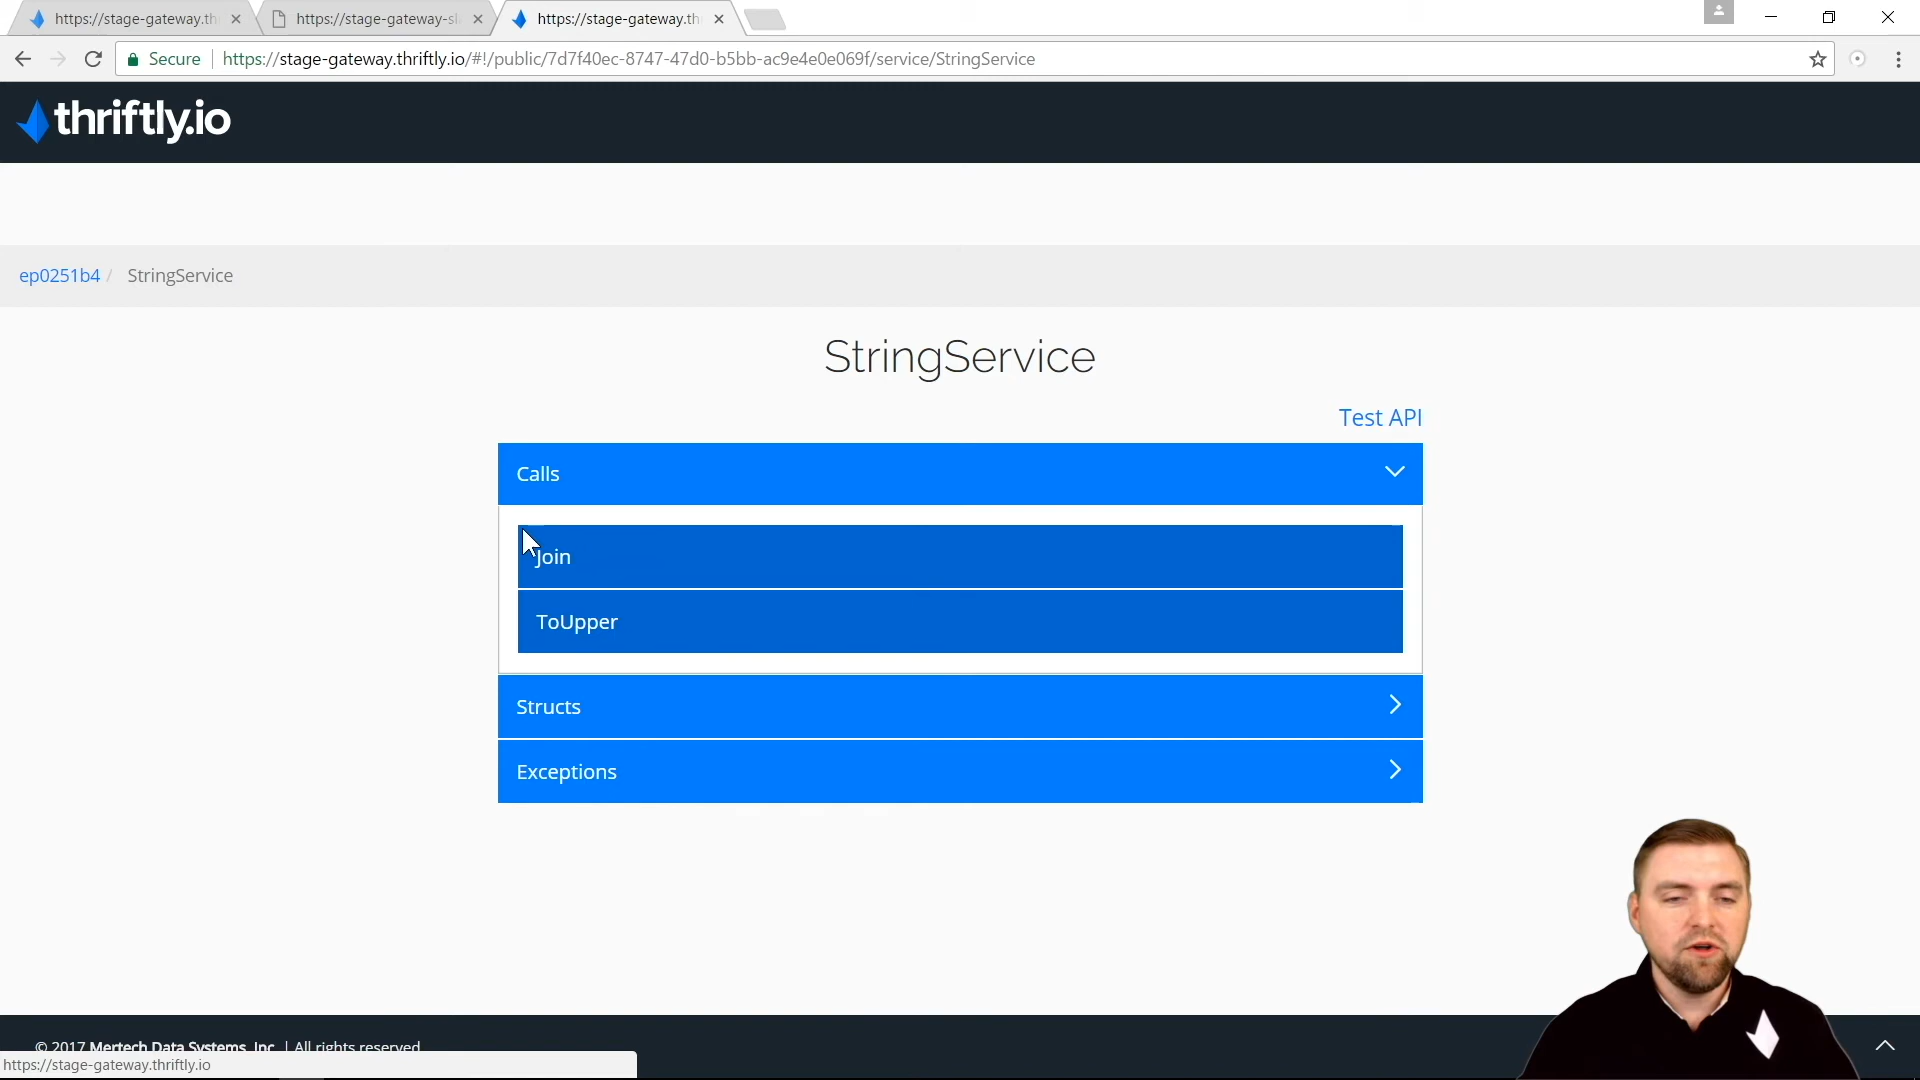 https://stage-gateway.th
https://stage-gateway-sl
https://stage-gateway.th
Secure
https://stage-gateway.thriftly.io/#!/public/7d7f40ec-8747-47d0-b5bb-ac9e4e0e069f/service/StringService
thriftly.io
ep0251b4 / StringService
StringService
Test API
Calls
Join
ToUpper
Structs
Exceptions
© 2017 Mertech Data Systems, Inc. | All rights reserved
https://stage-gateway.thriftly.io